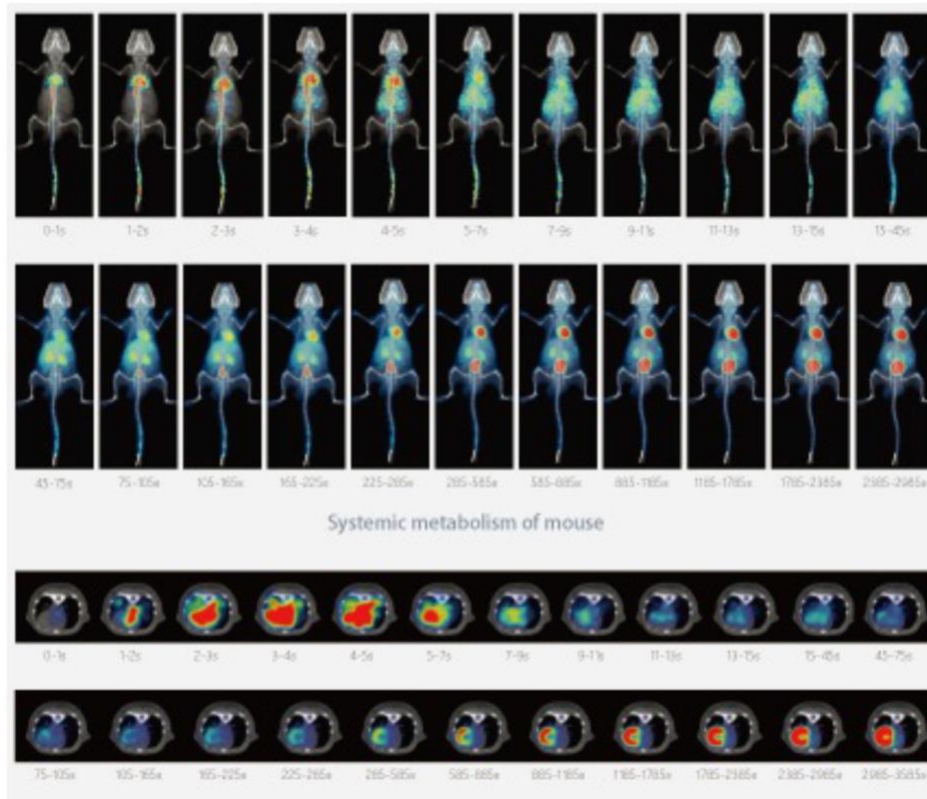 0-1s 1-2s 2-3s 3-4s 4-5s 5-7s 7-9s 9-11s 11-13s 13-15s 15-45s
45-75s 75-105s 105-165s 165-225s 225-285s 285-585s 585-885s 885-1185s 1185-1785s 1785-2385s 2385-2985s
Systemic metabolism of mouse
0-1s 1-2s 2-3s 3-4s 4-5s 5-7s 7-9s 9-11s 11-13s 13-15s 15-45s 45-75s
75-105s 105-165s 165-225s 225-285s 285-585s 585-885s 885-1185s 1185-1785s 1785-2385s 2385-2985s 2985-3585s